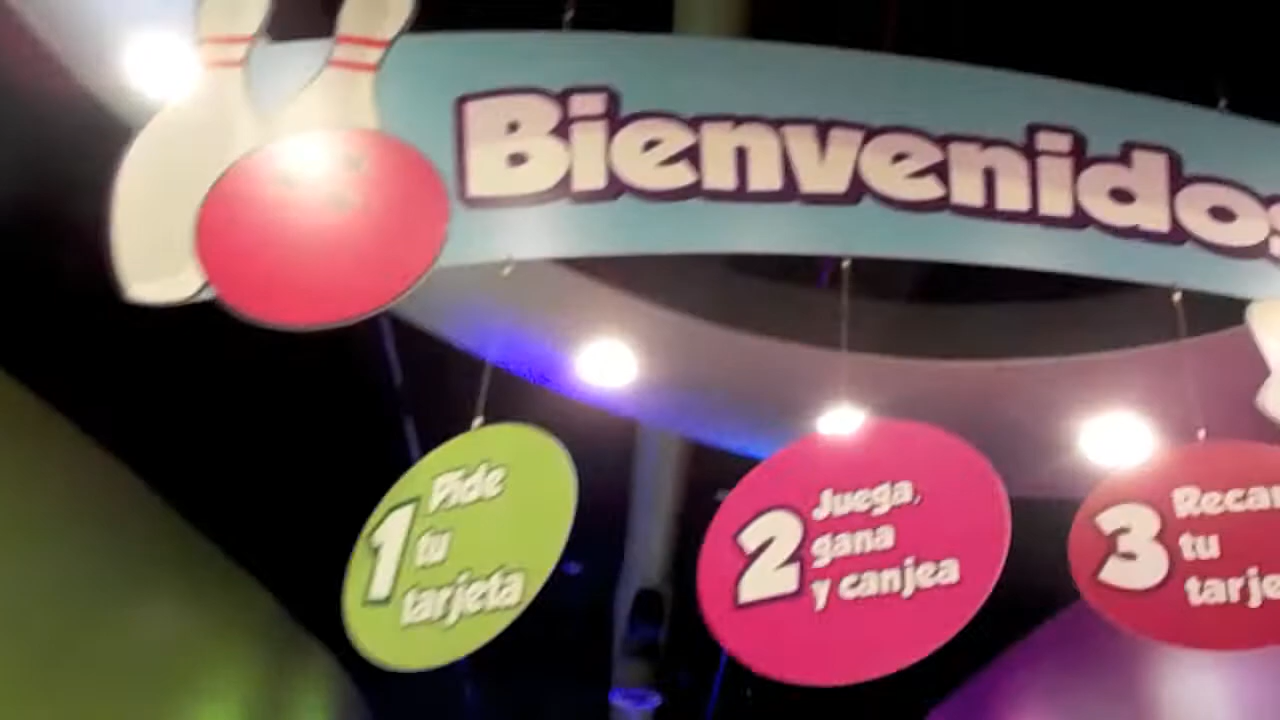 Bienvenidos
1 Pide
tu
tarjeta
2 Juega,
gana
y canjea
3
tu